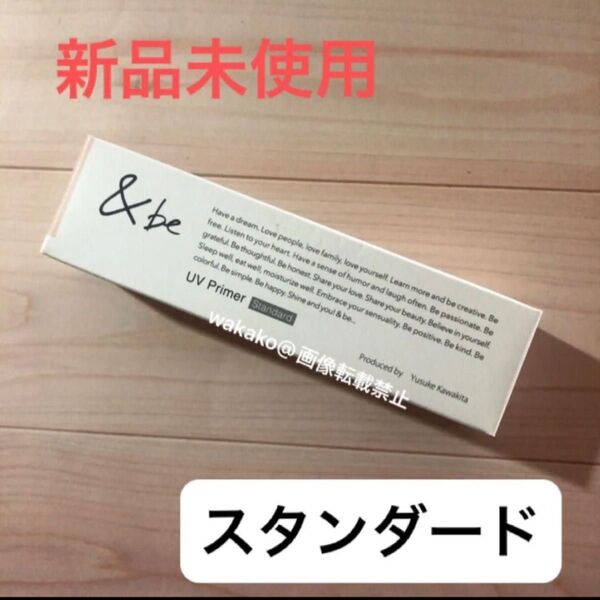 新品未使用
&be
Have a dream. Love people, love family, love yourself. Learn more and be creative. Be
free. Listen to your heart. Have a sense of humor and laugh often. Be passionate. Be
grateful. Be thoughtful. Be honest. Share your love. Share your beauty. Believe in yourself.
Sleep well, eat well, moisturize well. Embrace your sensuality. Be positive. Be kind. Be
colorful. Be simple. Be happy. Shine and you! & be...
UV Primer Standard
wakako@画像転載禁止
Produced by Yusuke Kawakita
スタンダード